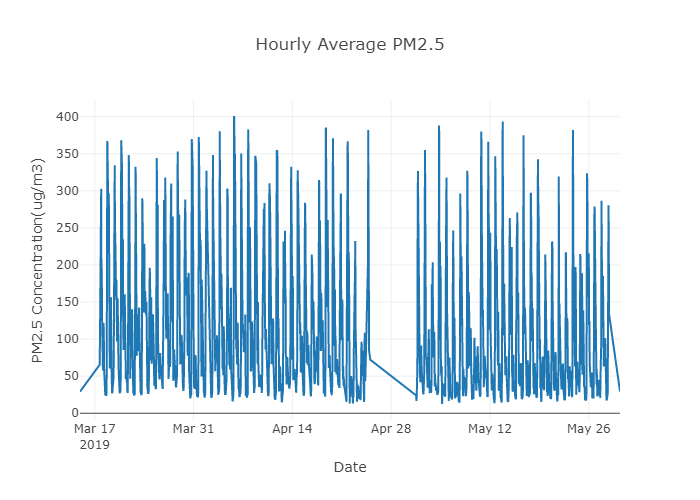 Hourly Average PM2.5
PM2.5 Concentration(ug/m3)
400
350
300
250
200
150
100
50
0
Mar 17 Mar 31 Apr 14 Apr 28 May 12 May 26
2019
Date